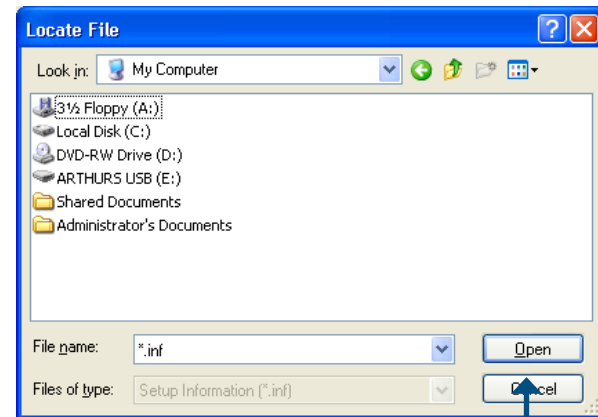 Locate File
Look in: My Computer
3½ Floppy (A:)
Local Disk (C:)
DVD-RW Drive (D:)
ARTHURS USB (E:)
Shared Documents
Administrator's Documents
File name: *.inf Open
Files of type: Setup Information (*.inf) Cancel